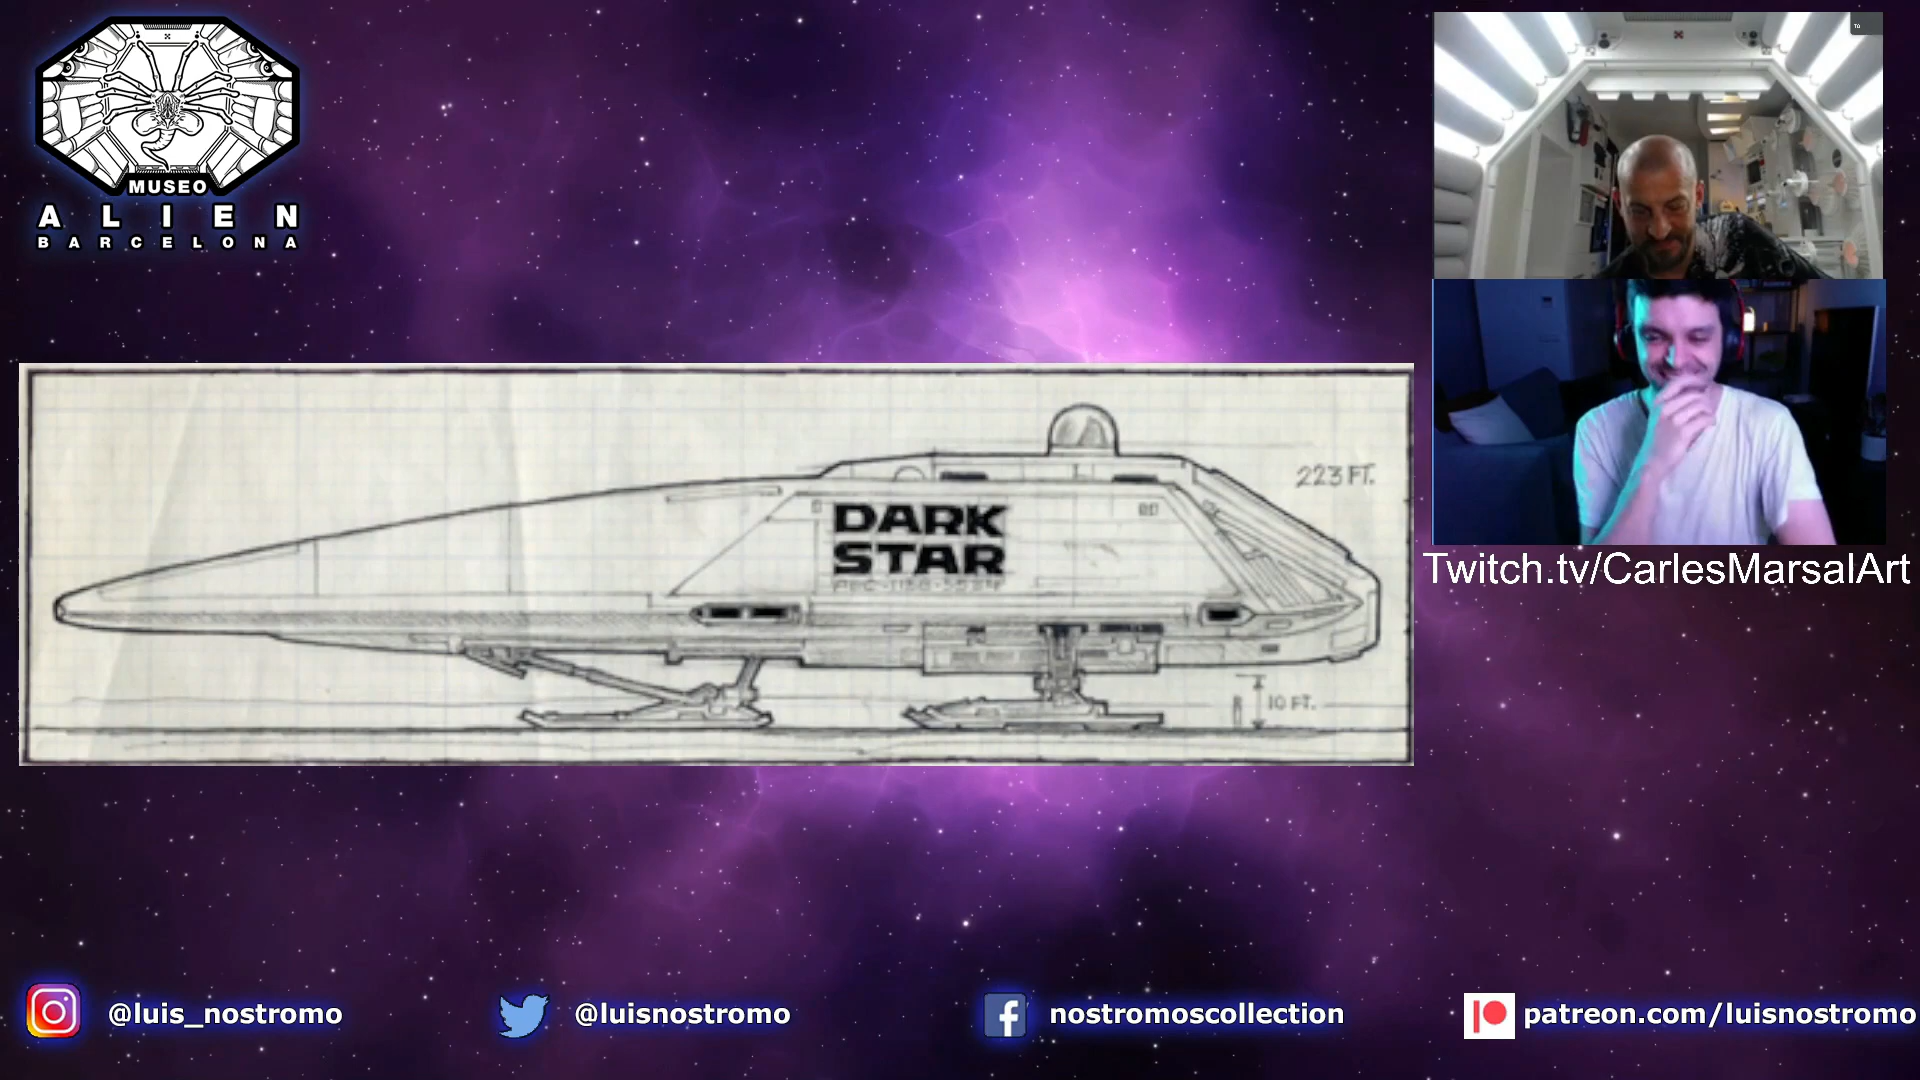 MUSEO
ALIEN
BARCELONA
DARK
STAR
223 FT.
10 FT.
Twitch.tv/CarlesMarsalArt
@luis_nostromo
@luisnostromo
nostromoscollection
patreon.com/luisnostromo